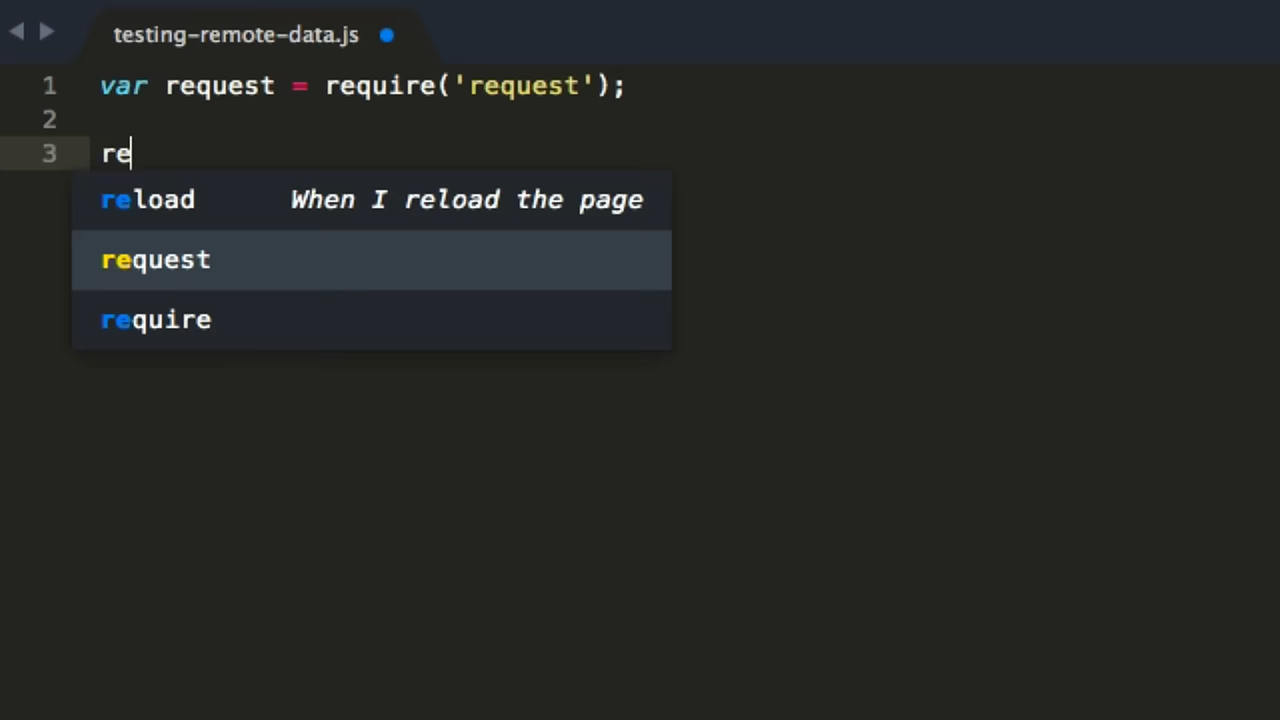 testing-remote-data.js
1 var request = require('request');
2
3 re
reload When I reload the page
request
require